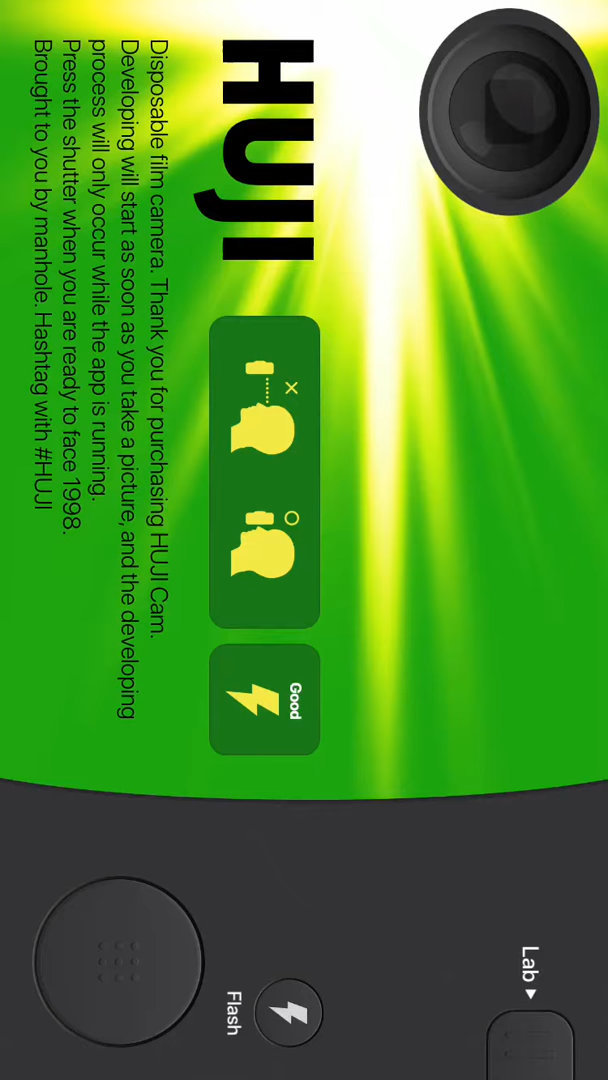 HUJI
Disposable film camera. Thank you for purchasing HUJI Cam.
Developing will start as soon as you take a picture, and the developing
process will only occur while the app is running.
Press the shutter when you are ready to face 1998.
Brought to you by manhole. Hashtag with #HUJI
Good
Lab
Flash